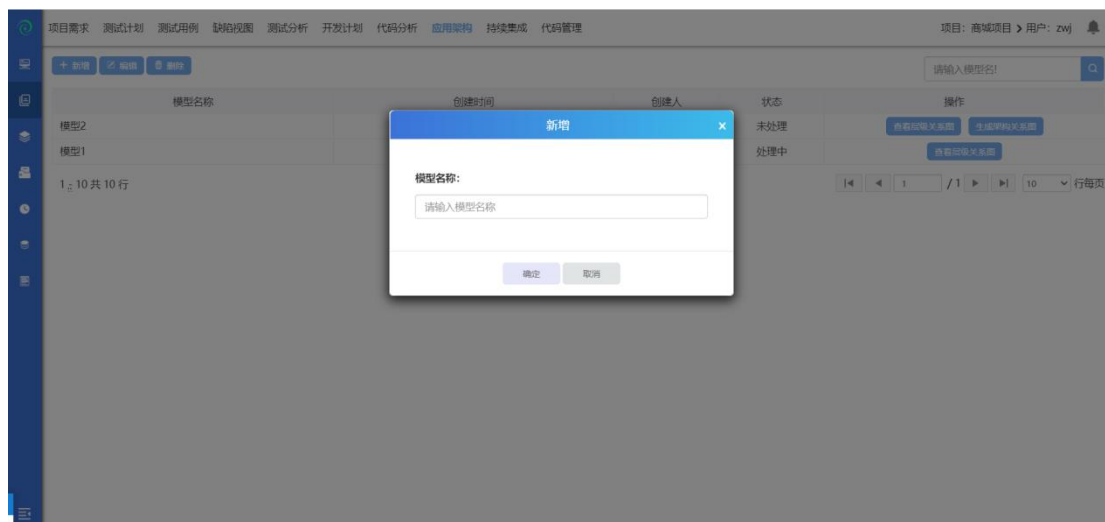 项目需求 测试计划 测试用例 缺陷视图 测试分析 开发计划 代码分析 应用架构 持续集成 代码管理 项目：商城项目 > 用户：zwj
+ 新增 编辑 删除 请输入模型名!
模型名称 创建时间 创建人 状态 操作
新增 ×
模型2 未处理 查看层级关系图 生成架构关系图
模型1 处理中 查看层级关系图
模型名称:
请输入模型名称
1 - 10 共 10 行 1 / 1 10 行每页
确定 取消